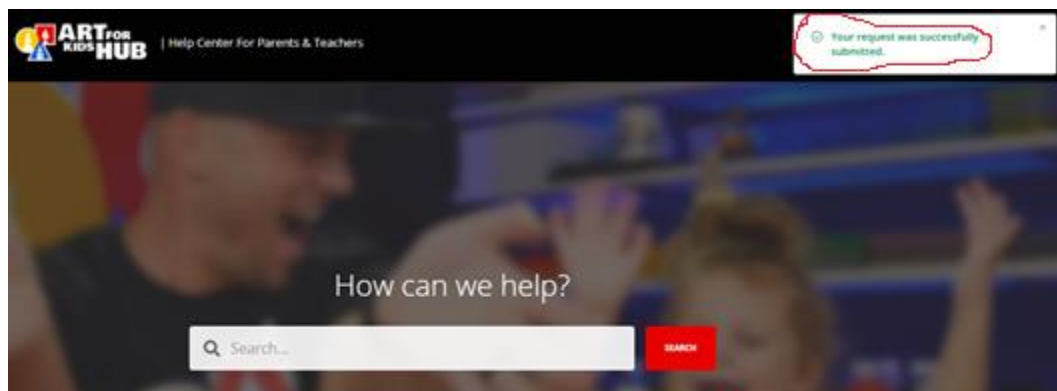 ART FOR
KIDS HUB
| Help Center For Parents & Teachers
Your request was successfully
submitted.
×
How can we help?
Search...
SEARCH